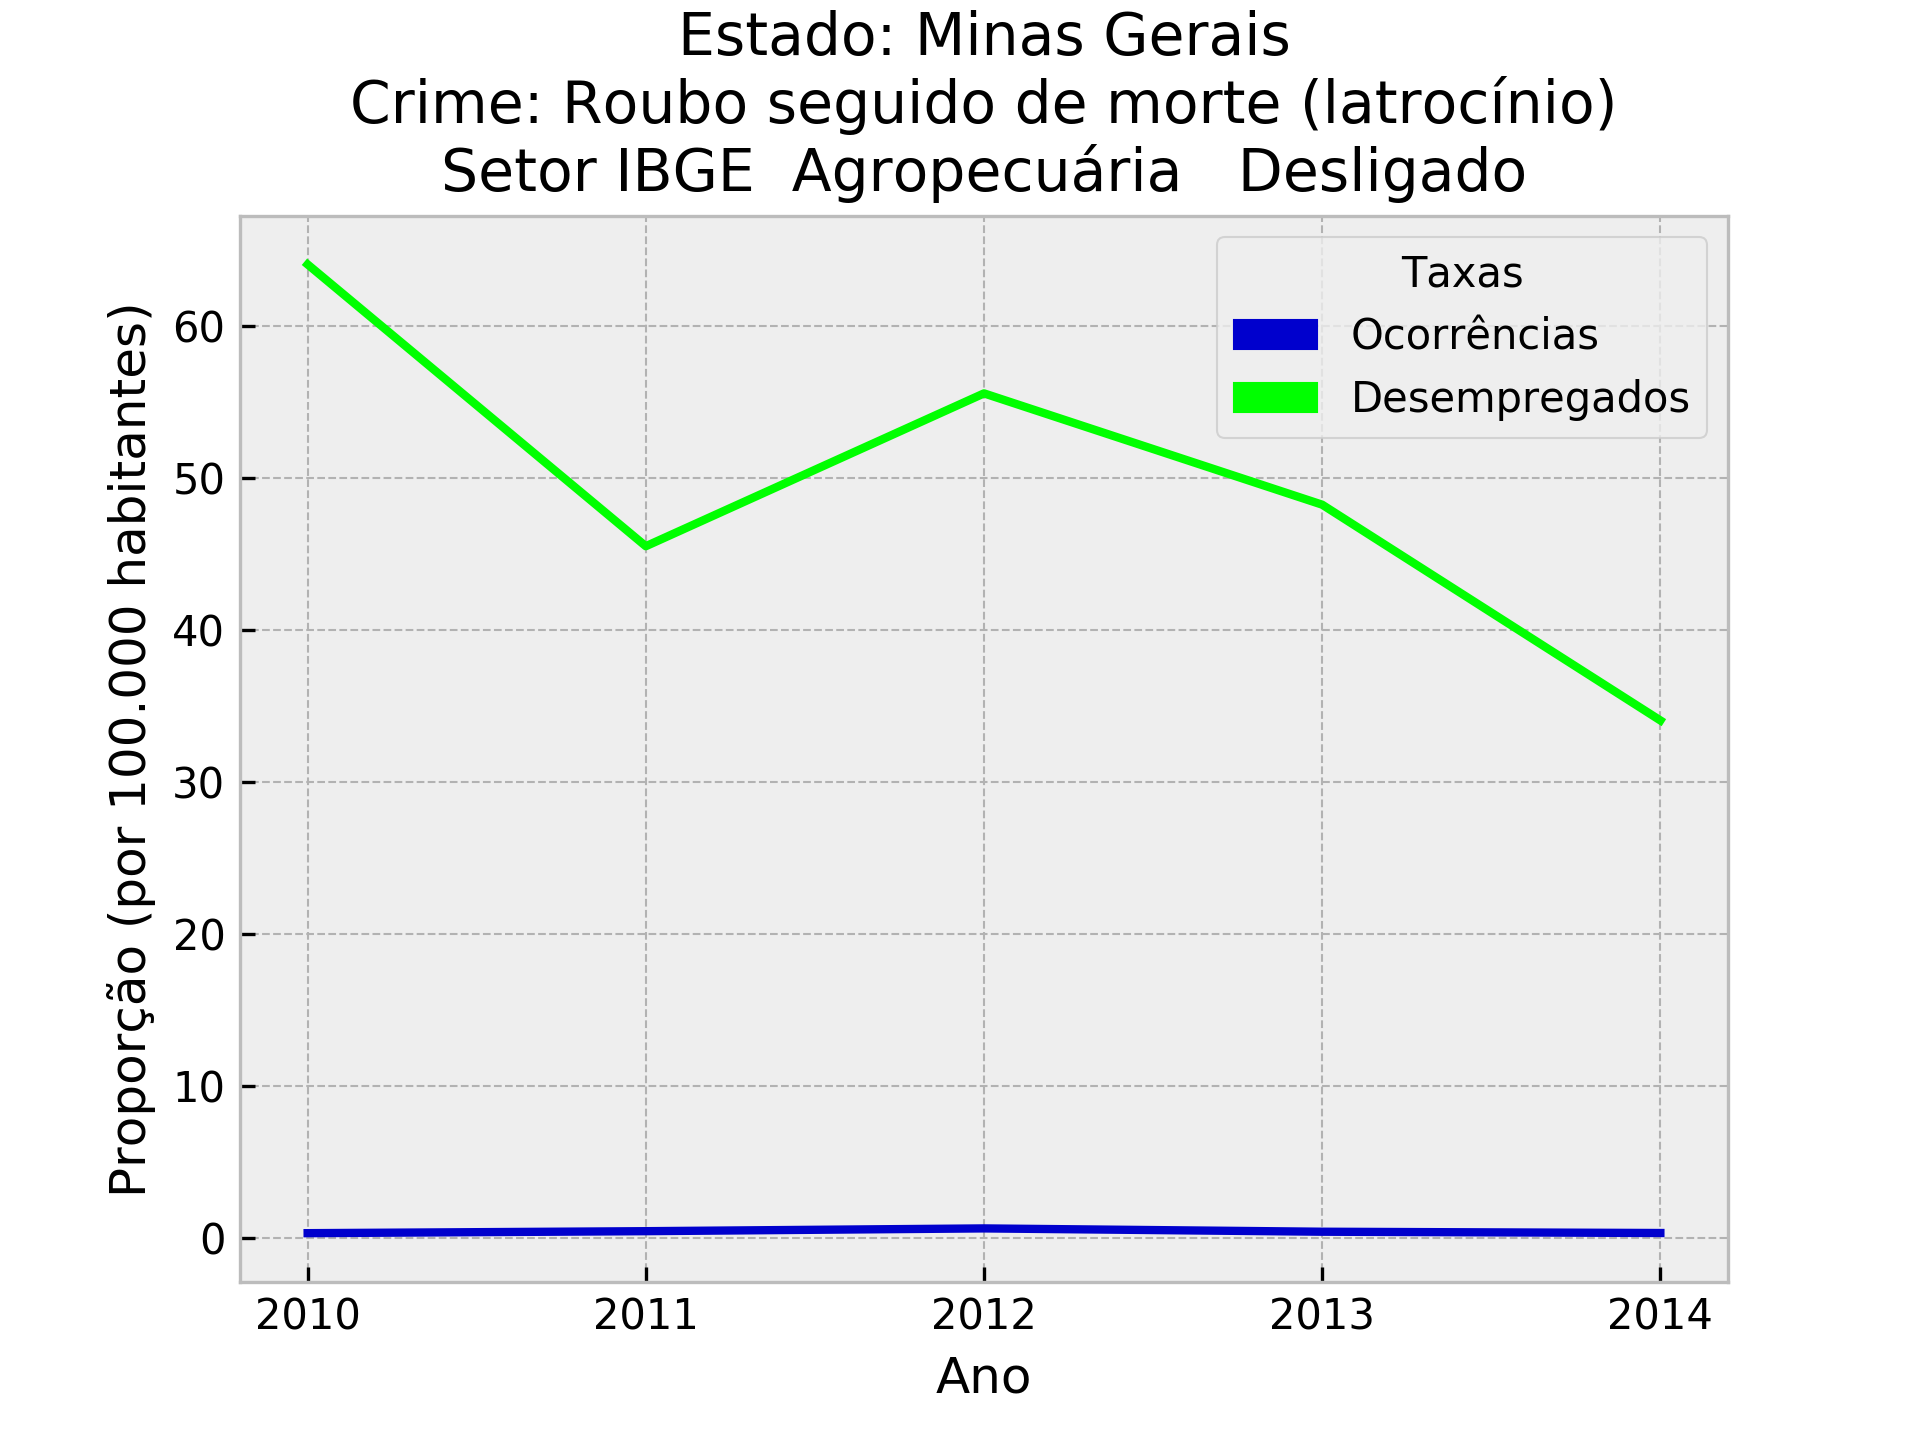 Estado: Minas Gerais
Crime: Roubo seguido de morte (latrocínio)
Setor IBGE  Agropecuária   Desligado
Taxas
Ocorrências
Desempregados
Proporção (por 100.000 habitantes)
60
50
40
30
20
10
0
2010 2011 2012 2013 2014
Ano